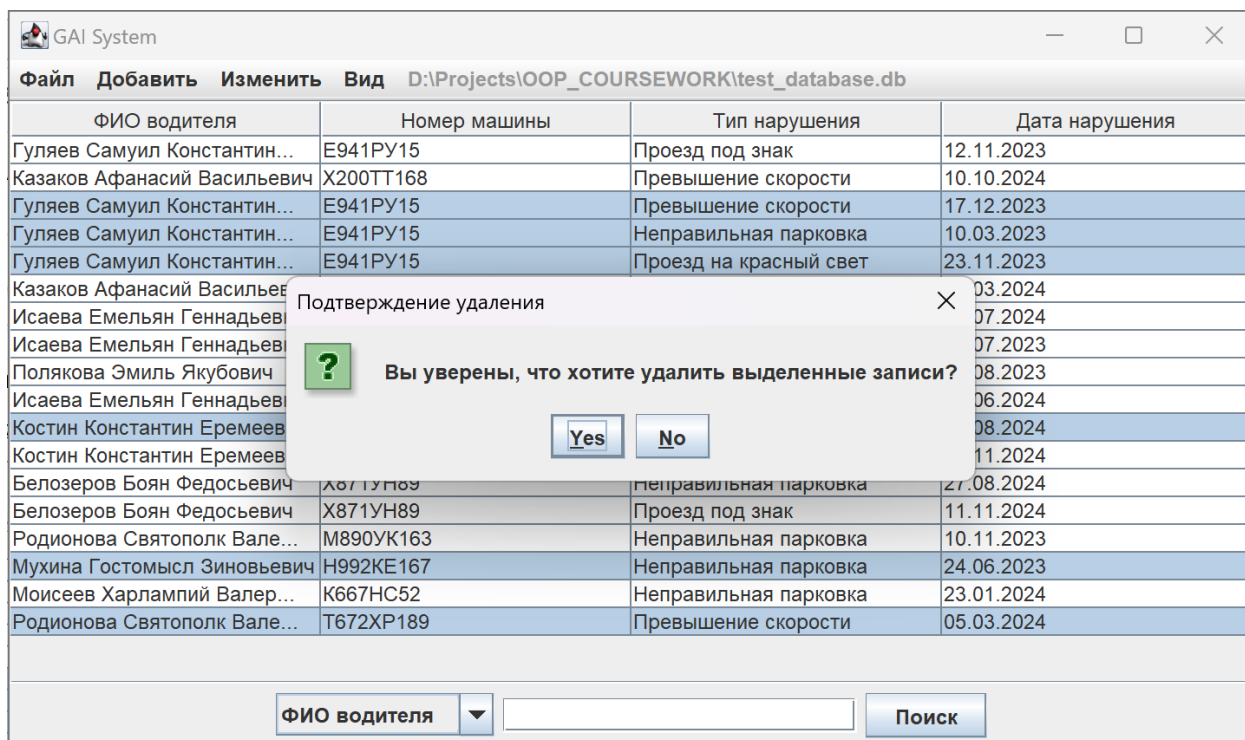 GAI System
Файл Добавить Изменить Вид D:\Projects\OOP_COURSEWORK\test_database.db
ФИО водителя Номер машины Тип нарушения Дата нарушения
Гуляев Самуил Константин... Е941РУ15 Проезд под знак 12.11.2023
Казаков Афанасий Васильевич Х200ТТ168 Превышение скорости 10.10.2024
Гуляев Самуил Константин... Е941РУ15 Превышение скорости 17.12.2023
Гуляев Самуил Константин... Е941РУ15 Неправильная парковка 10.03.2023
Гуляев Самуил Константин... Е941РУ15 Проезд на красный свет 23.11.2023
Казаков Афанасий Васильев 03.2024
Подтверждение удаления
Исаева Емельян Геннадьев 07.2024
Исаева Емельян Геннадьев 07.2023
Полякова Эмиль Якубович 08.2023
Вы уверены, что хотите удалить выделенные записи?
Исаева Емельян Геннадьев 06.2024
Костин Константин Еремеев 08.2024
Yes No
Костин Константин Еремеев 11.2024
Белозеров Боян Федосьевич Х871УН89 Неправильная парковка 27.08.2024
Белозеров Боян Федосьевич Х871УН89 Проезд под знак 11.11.2024
Родионова Святополк Вале... М890УК163 Неправильная парковка 10.11.2023
Мухина Гостомысл Зиновьевич Н992КЕ167 Неправильная парковка 24.06.2023
Моисеев Харлампий Валер... К667НС52 Неправильная парковка 23.01.2024
Родионова Святополк Вале... Т672ХР189 Превышение скорости 05.03.2024
ФИО водителя Поиск